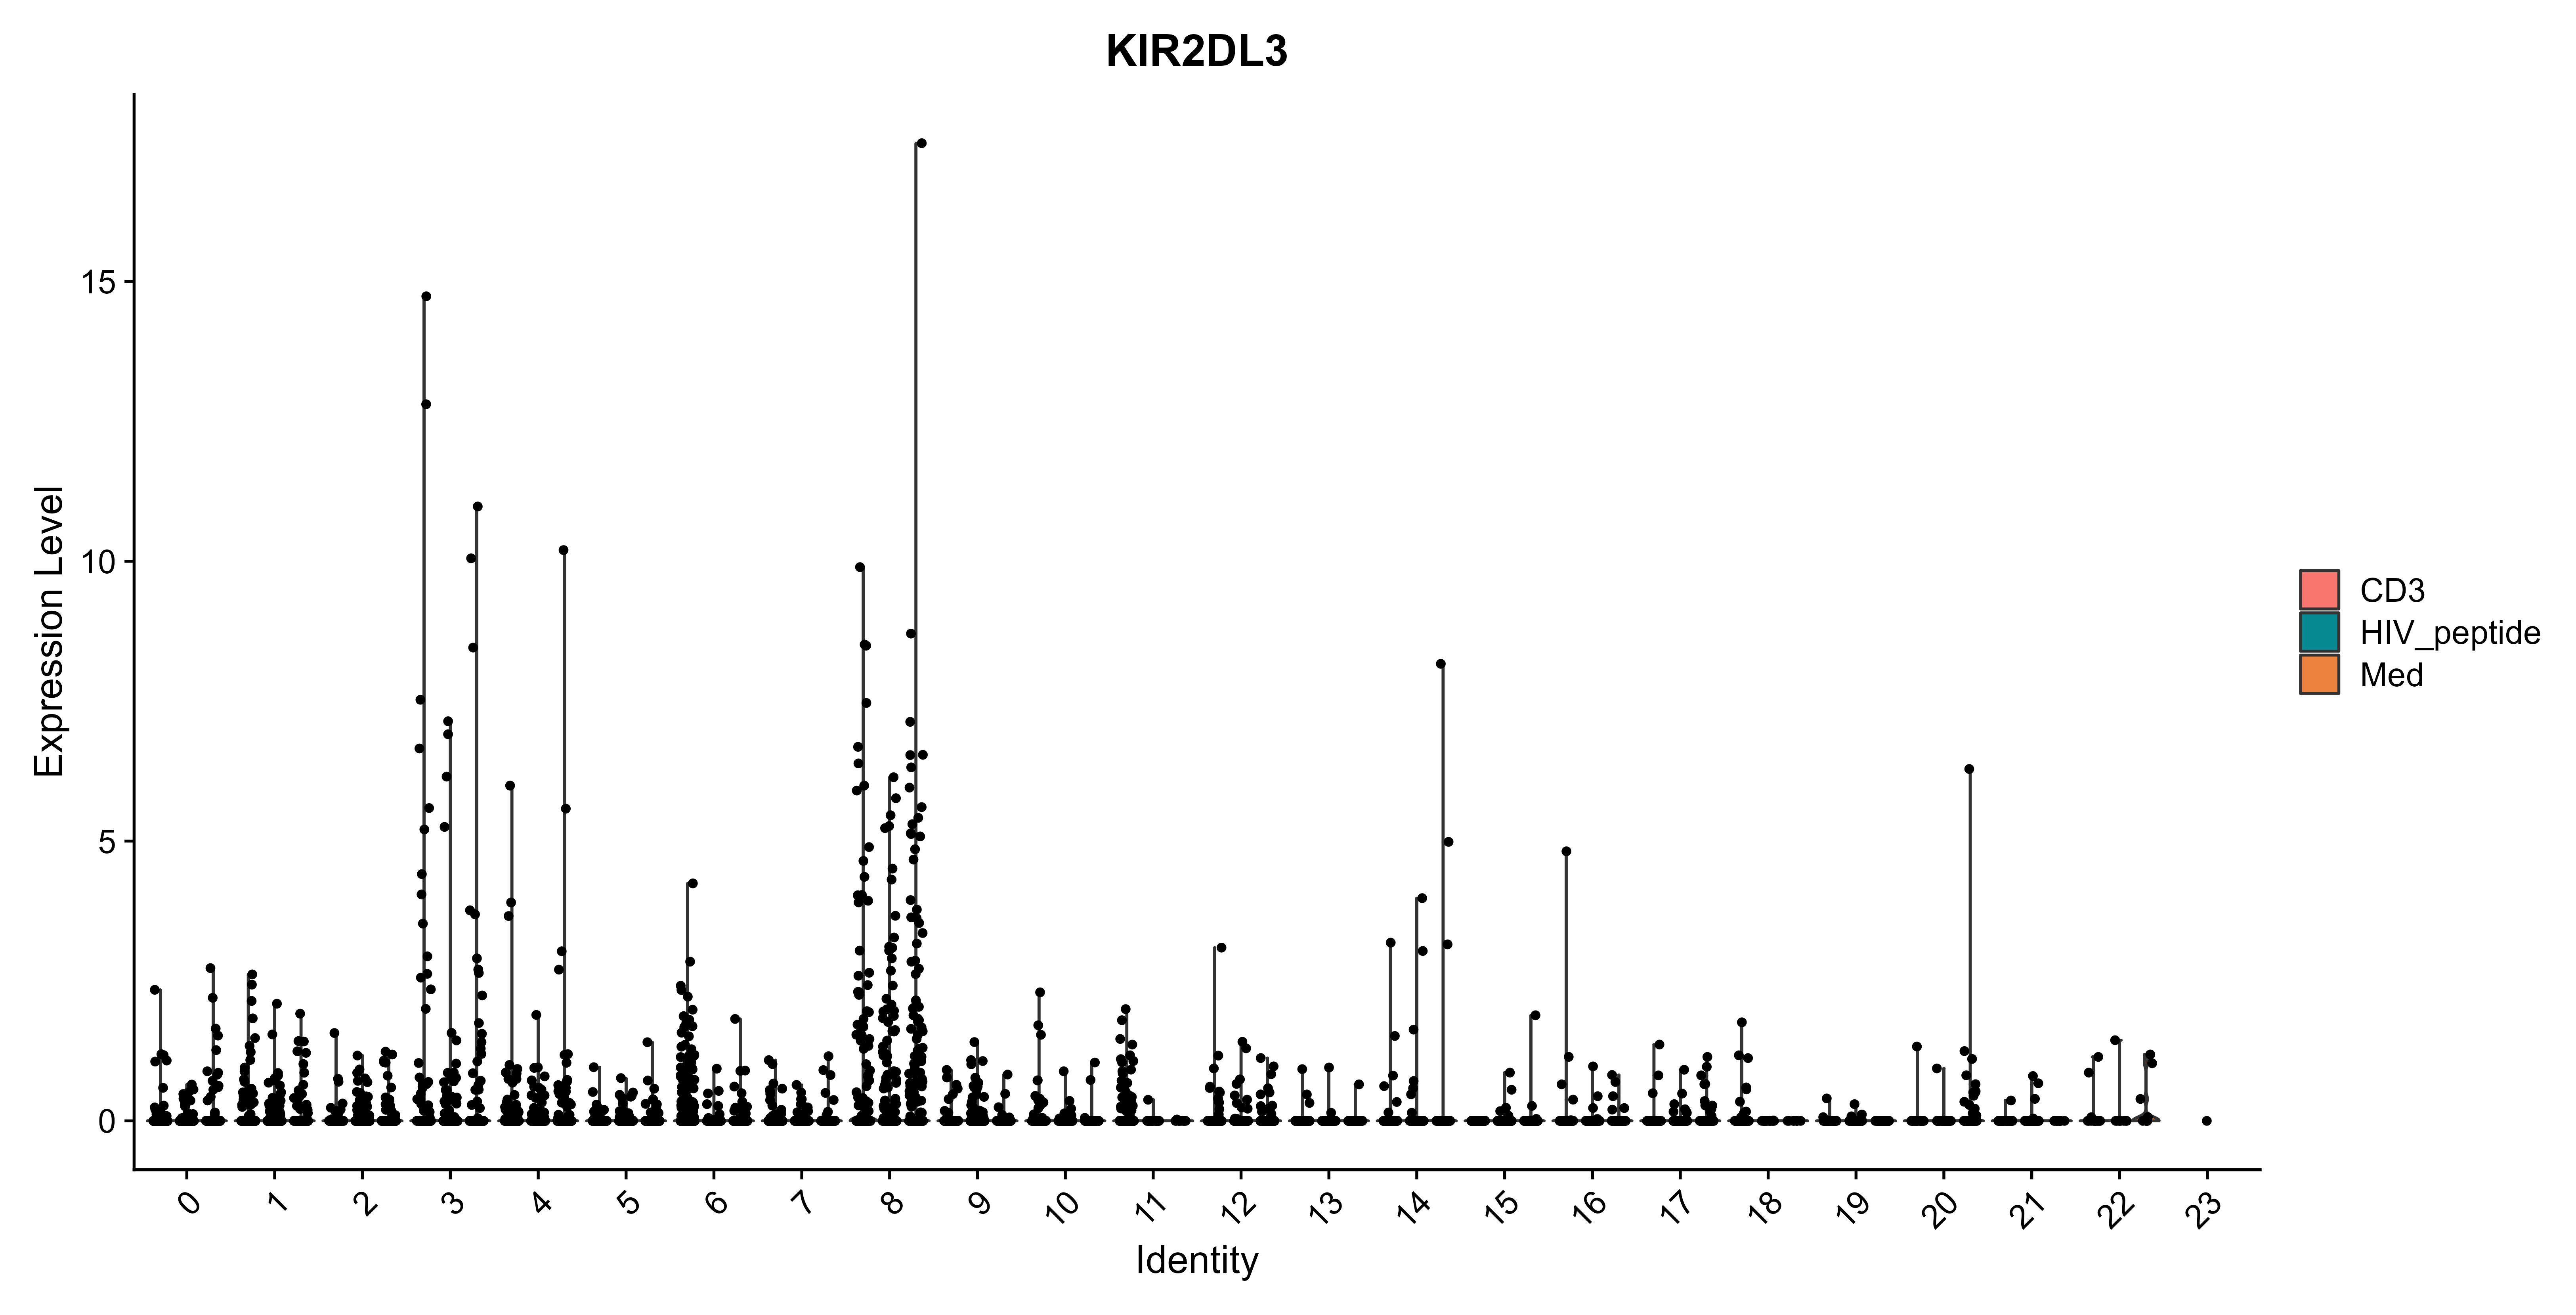 KIR2DL3
Expression Level
15
10
5
0
0 1 2 3 4 5 6 7 8 9 10 11 12 13 14 15 16 17 18 19 20 21 22 23
Identity
CD3
HIV_peptide
Med